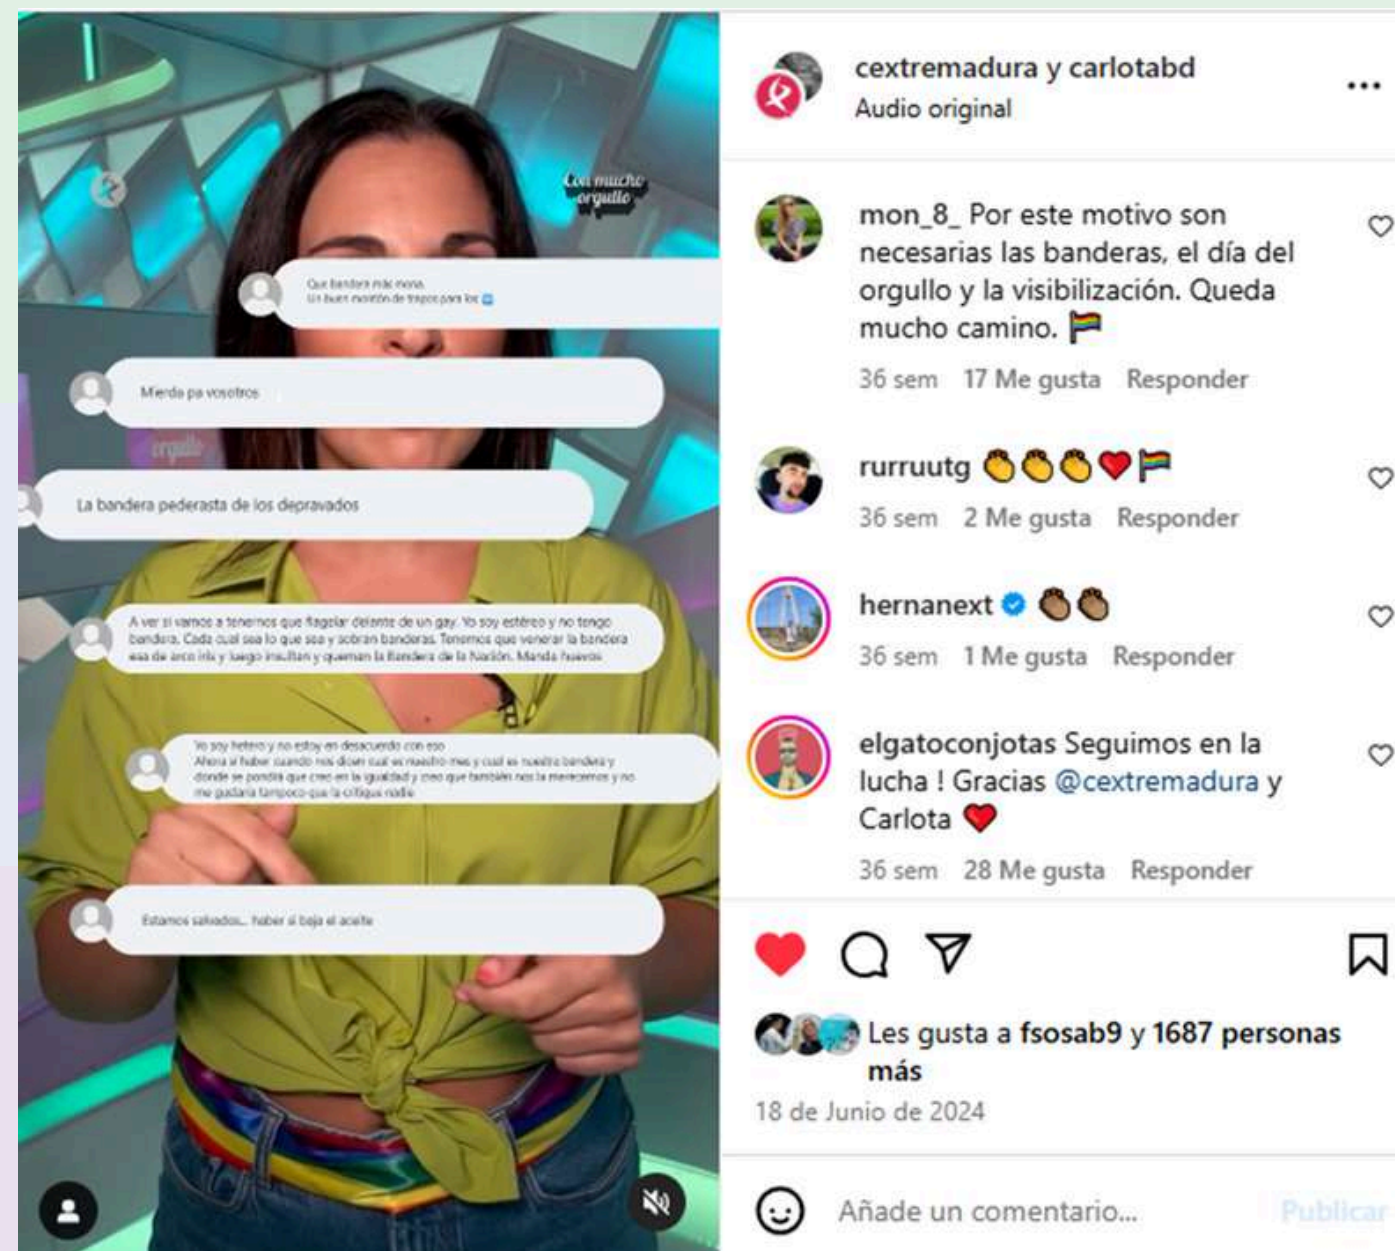 Con mucho
orgullo
Que bandera más mona.
Un buen montón de trapos para los
Mierda pa vosotros
orgullo
La bandera pederasta de los depravados
A ver si vamos a tenernos que flagelar delante de un gay. Yo soy estéreo y no tengo
bandera. Cada cual sea lo que sea y sobran banderas. Tenemos que venerar la bandera
esa de arco iris y luego insultan y queman la Bandera de la Nación. Manda huevos
Yo soy hetero y no estoy en desacuerdo con eso
Ahora si haber cuando nos dicen cual es nuestro mes y cual es nuestra bandera y
donde se pondrá que creo en la igualdad y creo que también nos la merecemos y no
me gustaría tampoco que la critique nadie
Estamos salvados... haber si baja el aceite
cextremadura y carlotabd
Audio original
mon_8_ Por este motivo son
necesarias las banderas, el día del
orgullo y la visibilización. Queda
mucho camino. 🏳️‍🌈
36 sem 17 Me gusta Responder
rurruutg 👏👏👏❤️🏳️‍🌈
36 sem 2 Me gusta Responder
hernanext 👏🏽👏🏽
36 sem 1 Me gusta Responder
elgatoconjotas Seguimos en la
lucha ! Gracias @cextremadura y
Carlota ❤️
36 sem 28 Me gusta Responder
Les gusta a fsosab9 y 1687 personas
más
18 de Junio de 2024
Añade un comentario...
Publicar